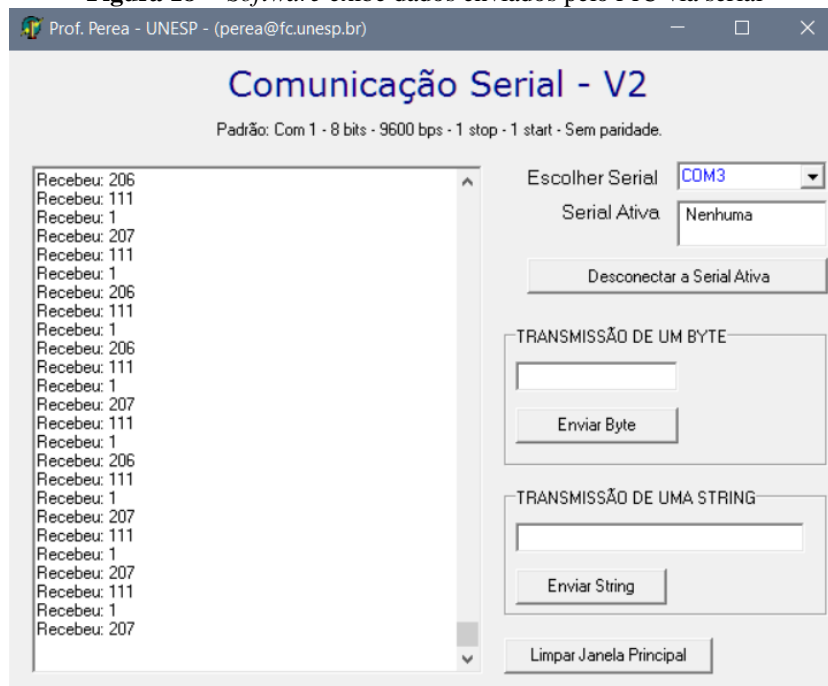 Prof. Perea - UNESP - (perea@fc.unesp.br)
Comunicação Serial - V2
Padrão: Com 1 - 8 bits - 9600 bps - 1 stop - 1 start - Sem paridade.
Recebeu: 206
Recebeu: 111
Recebeu: 1
Recebeu: 207
Recebeu: 111
Recebeu: 1
Recebeu: 206
Recebeu: 111
Recebeu: 1
Recebeu: 206
Recebeu: 111
Recebeu: 1
Recebeu: 207
Recebeu: 111
Recebeu: 1
Recebeu: 206
Recebeu: 111
Recebeu: 1
Recebeu: 207
Recebeu: 111
Recebeu: 1
Recebeu: 207
Recebeu: 111
Recebeu: 1
Recebeu: 207
Escolher Serial COM3
Serial Ativa Nenhuma
Desconectar a Serial Ativa
TRANSMISSÃO DE UM BYTE
Enviar Byte
TRANSMISSÃO DE UMA STRING
Enviar String
Limpar Janela Principal